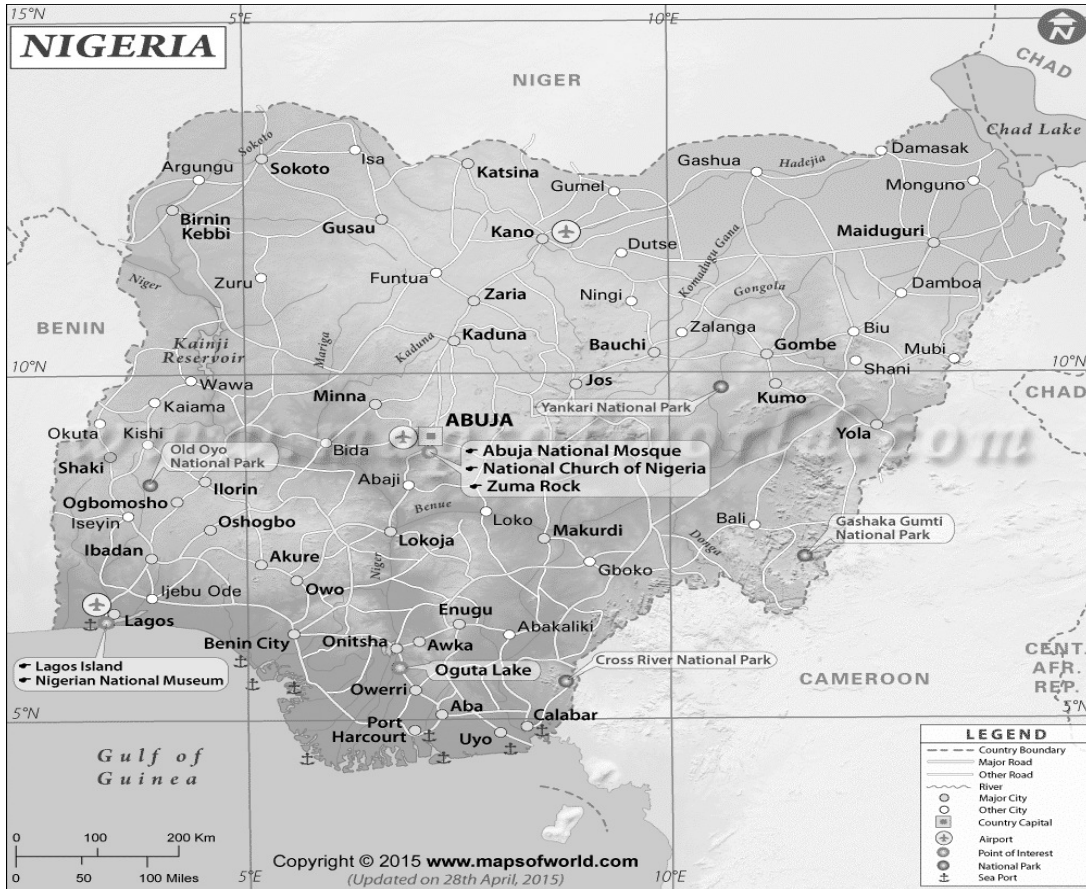 15°N
5°E
10°E
N
NIGERIA
NIGER
CHAD
Chad Lake
Sokoto
Argungu
Sokoto
Isa
Katsina
Gumel
Gashua
Hadejia
Damasak
Monguno
Birnin
Kebbi
Gusau
Kano
Dutse
Komadugu Gana
Maiduguri
Niger
Zuru
Funtua
Zaria
Ningi
Gongola
Damboa
BENIN
Kainji
Reservoir
Mariga
Kaduna
Kaduna
Bauchi
Zalanga
Gombe
Biu
Shani
Mubi
10°N
10°N
Wawa
Minna
Jos
Yankari National Park
Kumo
CHAD
Kaiama
Okuta
Kishi
ABUJA
Yola
Old Oyo
National Park
Bida
Abuja National Mosque
National Church of Nigeria
Zuma Rock
Shaki
Abaji
Ilorin
Ogbomosho
Benue
Loko
Iseyin
Oshogbo
Lokoja
Makurdi
Bali
Donga
Gashaka Gumti
National Park
Ibadan
Akure
Niger
Gboko
Owo
Ijebu Ode
Lagos
Enugu
Benin City
Onitsha
Awka
Abakaliki
Lagos Island
Nigerian National Museum
Oguta Lake
Cross River National Park
CENT.
AFR.
REP.
CAMEROON
Owerri
Aba
Calabar
5°N
5°N
Port
Harcourt
Uyo
Gulf of
Guinea
LEGEND
Country Boundary
Major Road
Other Road
River
Major City
Other City
Country Capital
Airport
Point of Interest
National Park
Sea Port
0 100 200 Km
0 50 100 Miles
Copyright © 2015 www.mapsofworld.com
(Updated on 28th April, 2015)
5°E
10°E
www.mapsofworld.com